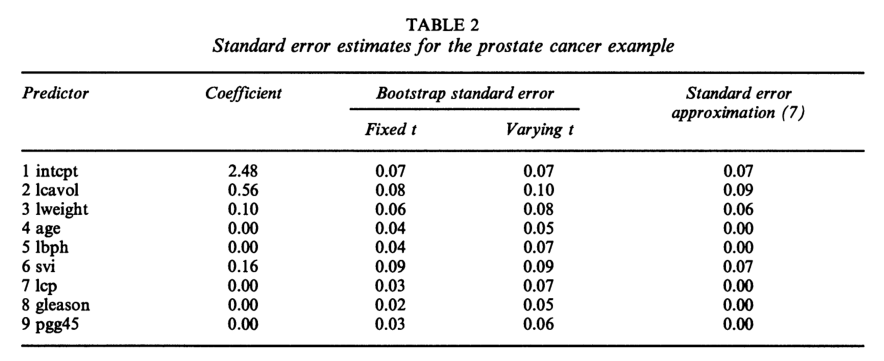 TABLE 2
Standard error estimates for the prostate cancer example
Predictor Coefficient Bootstrap standard error Standard error approximation (7)
Fixed t Varying t
1 intcpt 2.48 0.07 0.07 0.07
2 lcavol 0.56 0.08 0.10 0.09
3 lweight 0.10 0.06 0.08 0.06
4 age 0.00 0.04 0.05 0.00
5 lbph 0.00 0.04 0.07 0.00
6 svi 0.16 0.09 0.09 0.07
7 lcp 0.00 0.03 0.07 0.00
8 gleason 0.00 0.02 0.05 0.00
9 pgg45 0.00 0.03 0.06 0.00